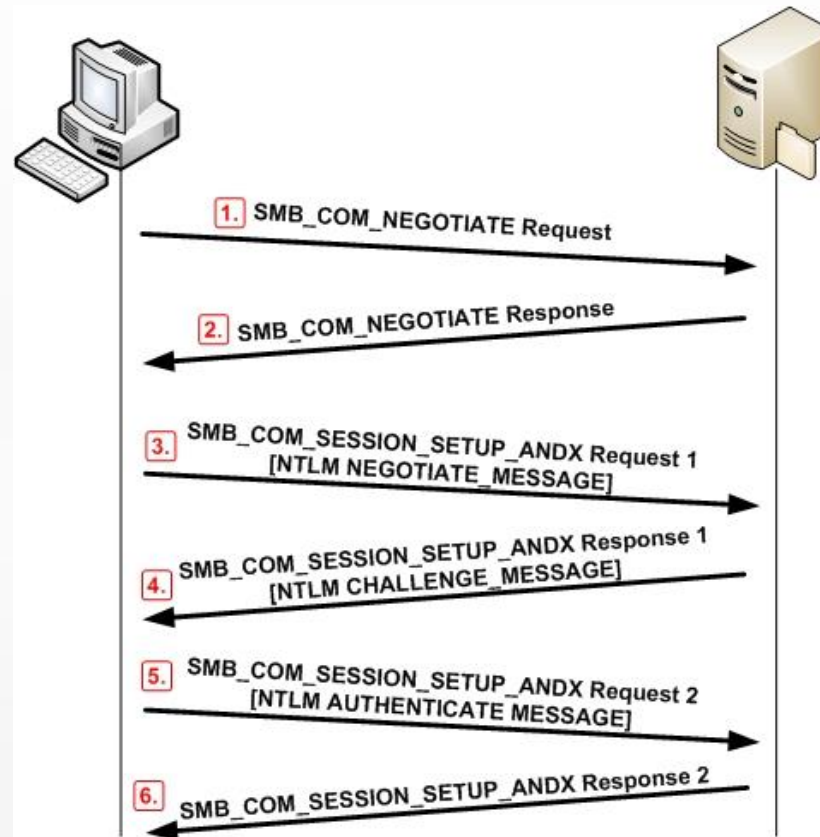 1. SMB_COM_NEGOTIATE Request
2. SMB_COM_NEGOTIATE Response
3. SMB_COM_SESSION_SETUP_ANDX Request 1
[NTLM NEGOTIATE_MESSAGE]
4. SMB_COM_SESSION_SETUP_ANDX Response 1
[NTLM CHALLENGE_MESSAGE]
5. SMB_COM_SESSION_SETUP_ANDX Request 2
[NTLM AUTHENTICATE MESSAGE]
6. SMB_COM_SESSION_SETUP_ANDX Response 2